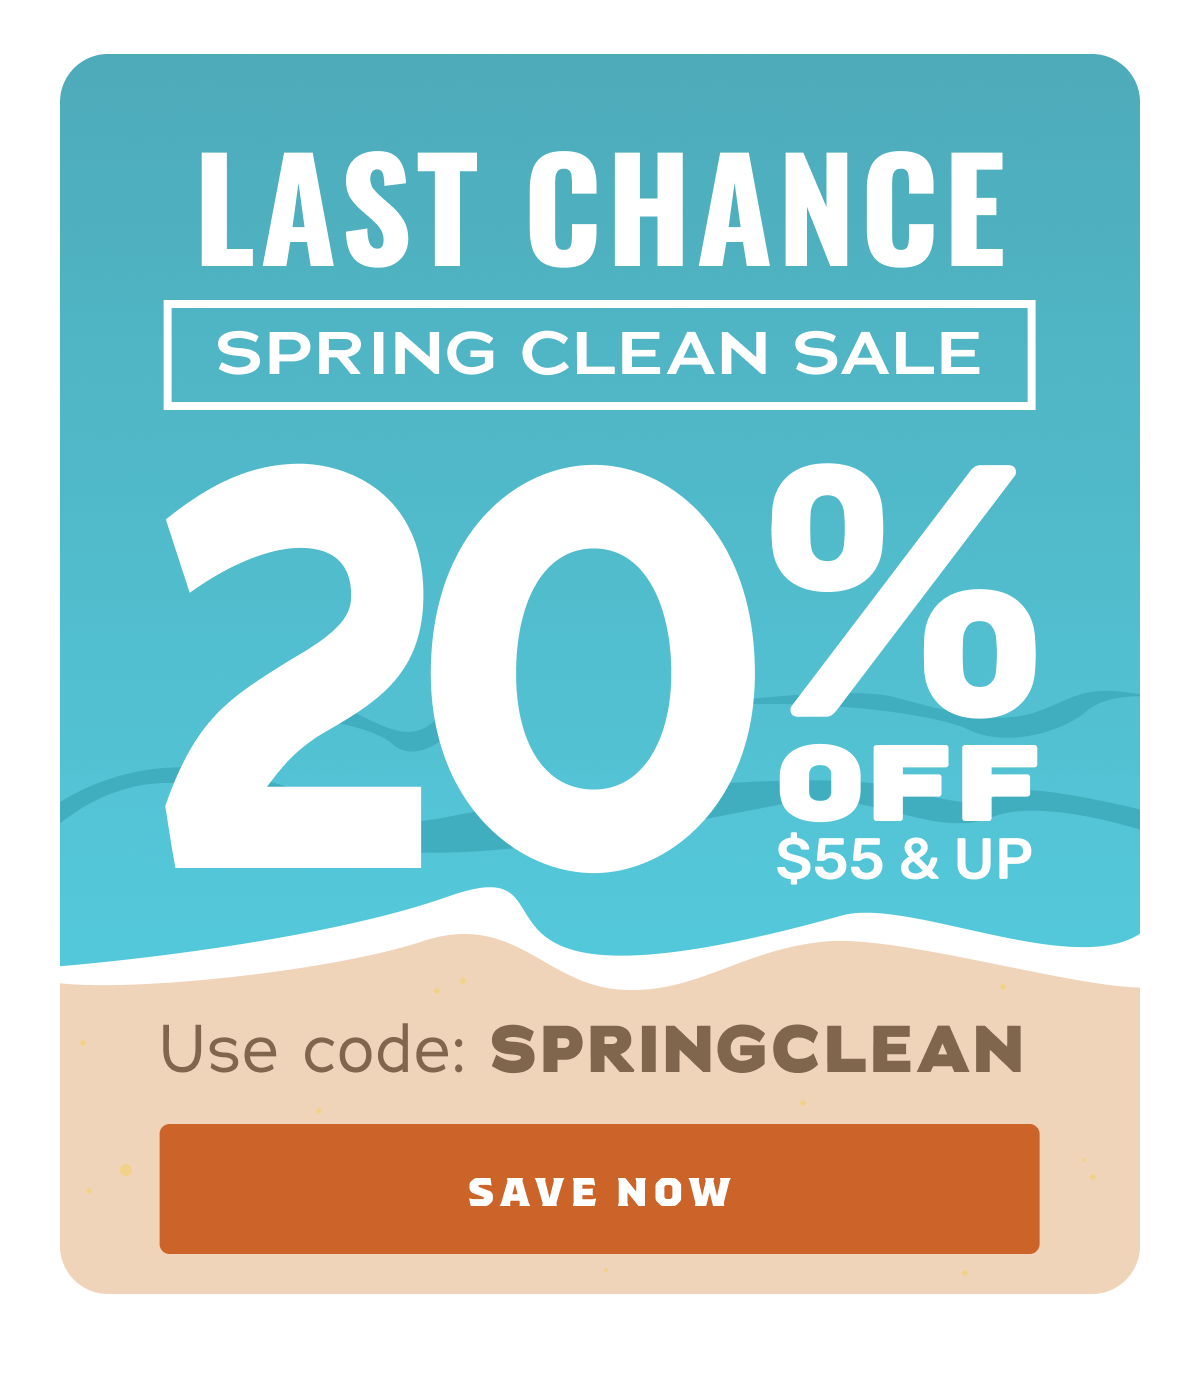 LAST CHANCE
SPRING CLEAN SALE
20%
OFF
$55 & UP
Use code: SPRINGCLEAN
SAVE NOW